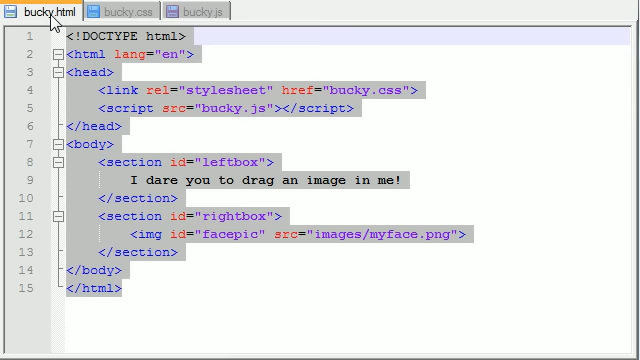 bucky.html bucky.css bucky.js
1 <!DOCTYPE html>
2 <html lang="en">
3 <head>
4 <link rel="stylesheet" href="bucky.css">
5 <script src="bucky.js"></script>
6 </head>
7 <body>
8 <section id="leftbox">
9 I dare you to drag an image in me!
10 </section>
11 <section id="rightbox">
12 <img id="facepic" src="images/myface.png">
13 </section>
14 </body>
15 </html>